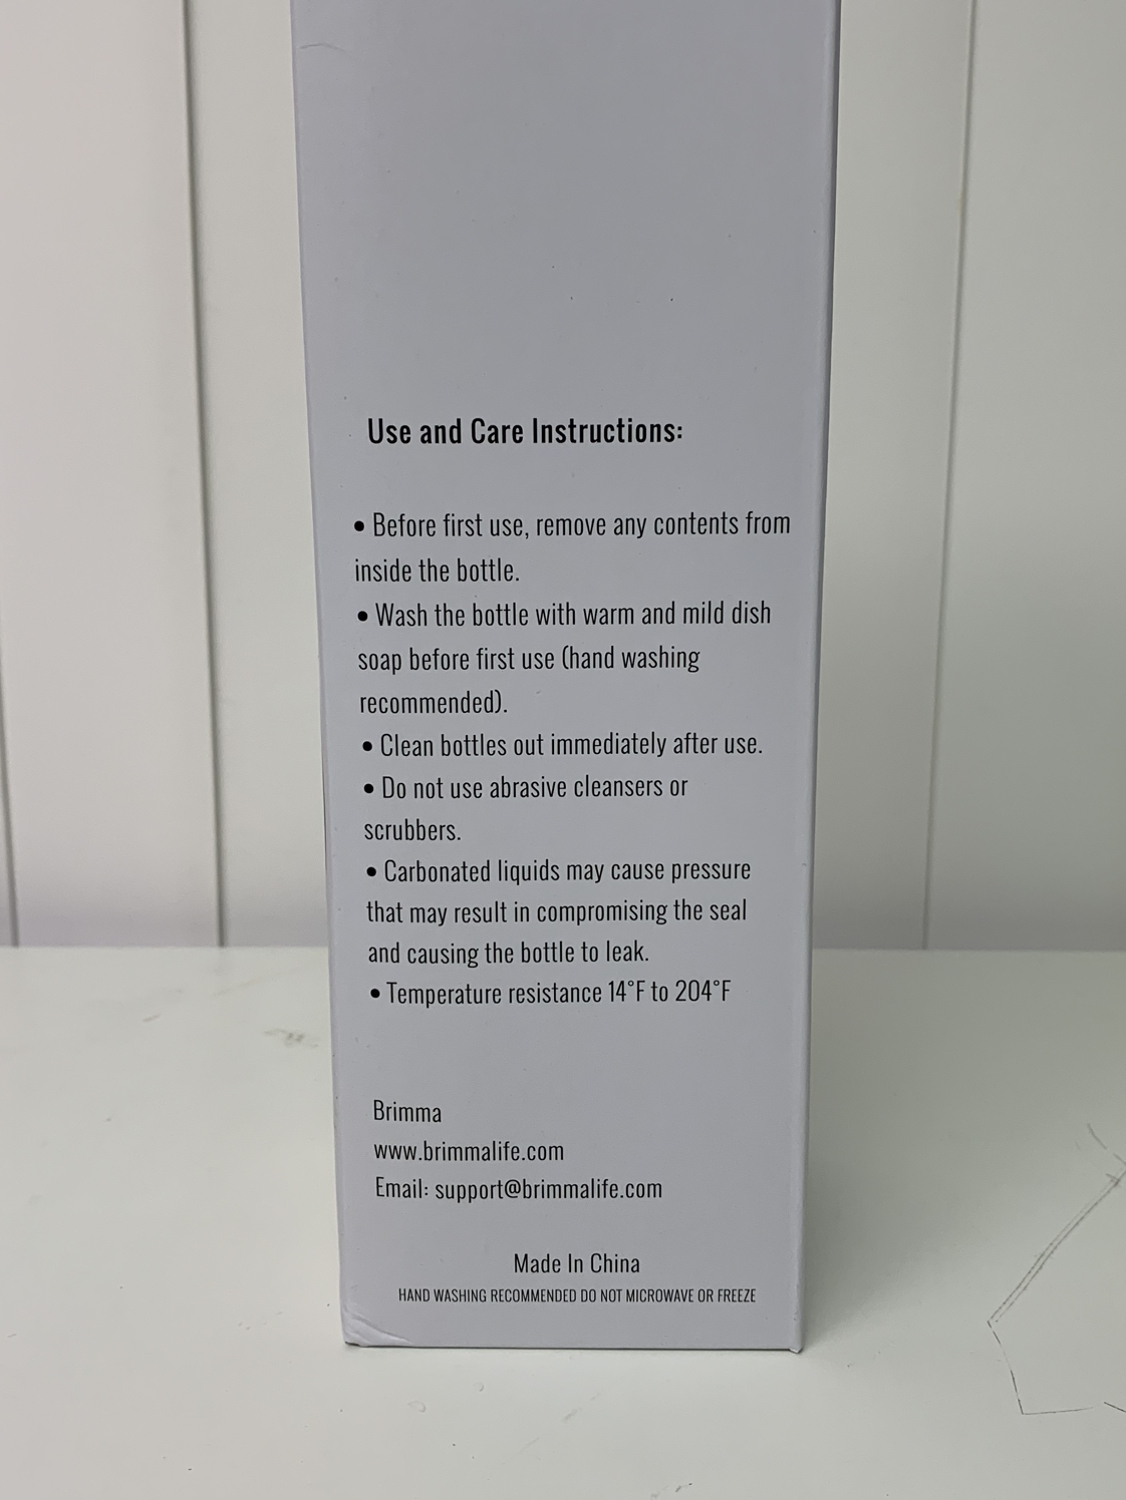 Use and Care Instructions:
• Before first use, remove any contents from
inside the bottle.
• Wash the bottle with warm and mild dish
soap before first use (hand washing
recommended).
• Clean bottles out immediately after use.
• Do not use abrasive cleansers or
scrubbers.
• Carbonated liquids may cause pressure
that may result in compromising the seal
and causing the bottle to leak.
• Temperature resistance 14°F to 204°F
Brimma
www.brimmalife.com
Email: support@brimmalife.com
Made In China
HAND WASHING RECOMMENDED DO NOT MICROWAVE OR FREEZE